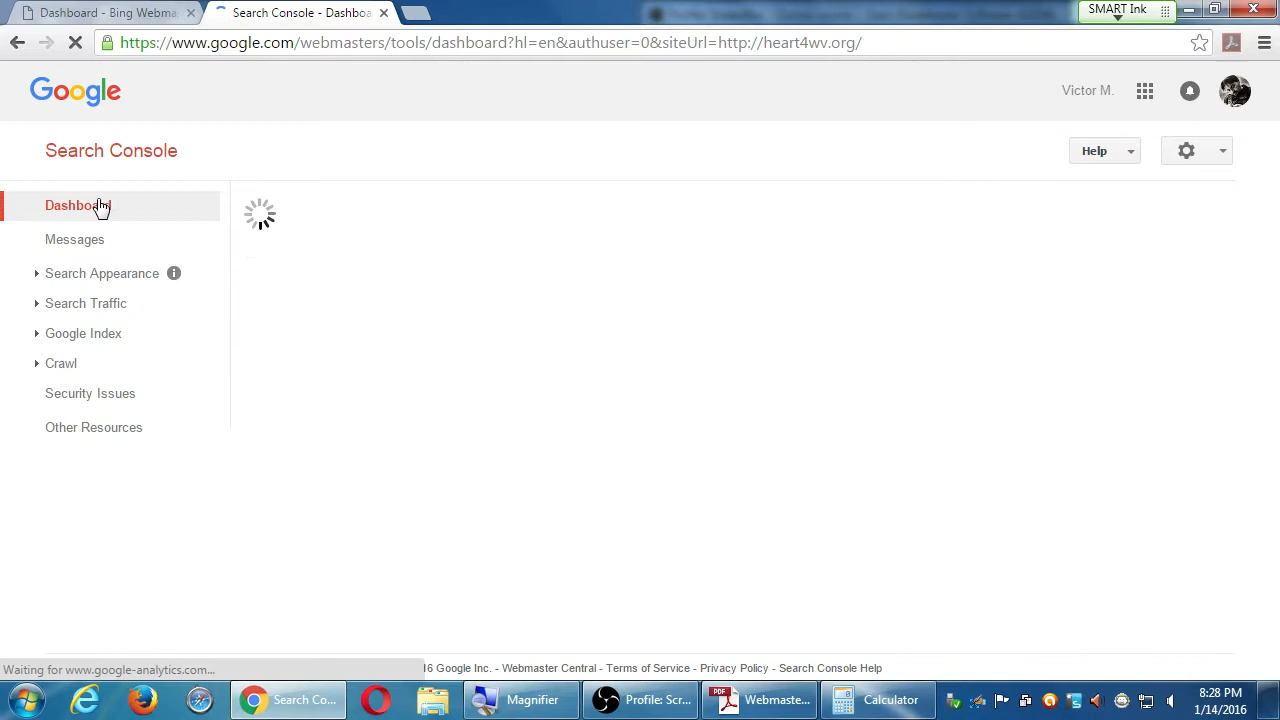 Dashboard - Bing Webma
Search Console - Dashboa
SMART Ink
https://www.google.com/webmasters/tools/dashboard?hl=en&authuser=0&siteUrl=http://heart4wv.org/
Google
Victor M.
Search Console
Help
Dashboard
Messages
Search Appearance
Search Traffic
Google Index
Crawl
Security Issues
Other Resources
Waiting for www.google-analytics.com...
16 Google Inc. - Webmaster Central - Terms of Service - Privacy Policy - Search Console Help
Search Co...
Magnifier
Profile: Scr...
PDF
Webmaste...
Calculator
8:28 PM
1/14/2016